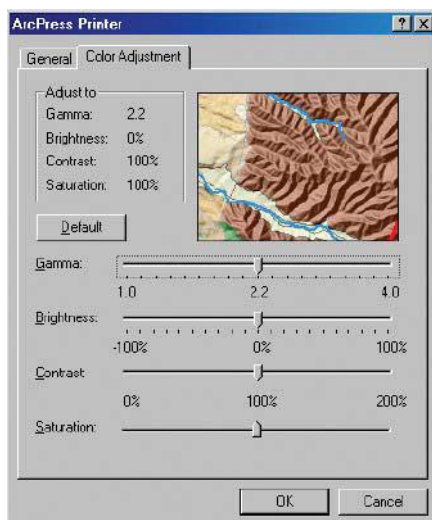 ArcPress Printer
General Color Adjustment
Adjust to
Gamma: 2.2
Brightness: 0%
Contrast: 100%
Saturation: 100%
Default
Gamma:
1.0 2.2 4.0
Brightness:
-100% 0% 100%
Contrast
0% 100% 200%
Saturation:
OK Cancel